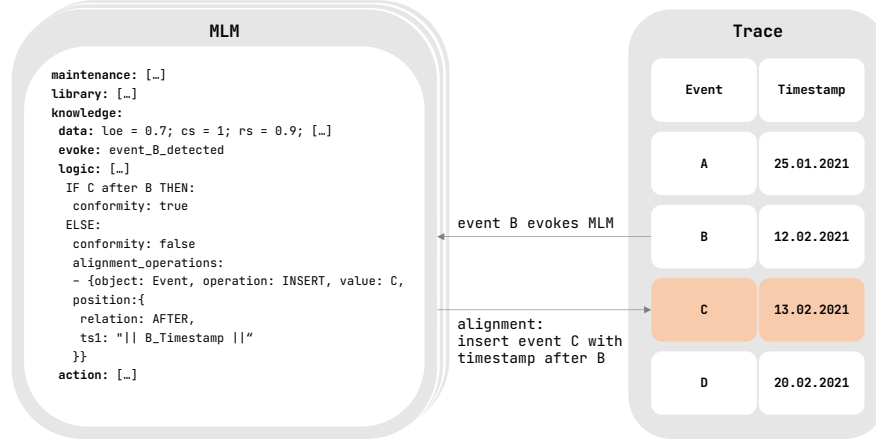 MLM
maintenance: […]
library: […]
knowledge:
data: loe = 0.7; cs = 1; rs = 0.9; […]
evoke: event_B_detected
logic: […]
IF C after B THEN:
conformity: true
ELSE:
conformity: false
alignment_operations:
- {object: Event, operation: INSERT, value: C,
position:{
relation: AFTER,
ts1: "|| B_Timestamp ||“
}}
action: […]
event B evokes MLM
alignment:
insert event C with
timestamp after B
Trace
Event Timestamp
A 25.01.2021
B 12.02.2021
C 13.02.2021
D 20.02.2021